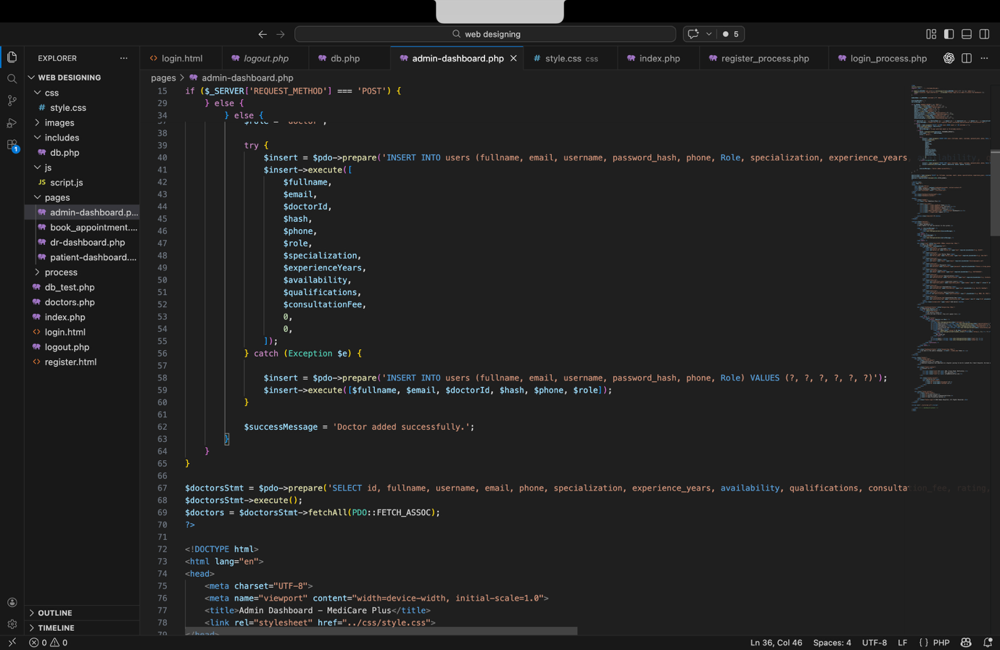 web designing
5
EXPLORER
login.html
logout.php
db.php
admin-dashboard.php
style.css css
index.php
register_process.php
login_process.php
WEB DESIGNING
css
style.css
images
includes
db.php
js
script.js
pages
admin-dashboard.p...
book_appointment....
dr-dashboard.php
patient-dashboard....
process
db_test.php
doctors.php
index.php
login.html
logout.php
register.html
OUTLINE
TIMELINE
pages > admin-dashboard.php
15 if ($_SERVER['REQUEST_METHOD'] === 'POST') {
29 } else {
34 } else {
37 $role = 'doctor';
38
39 try {
40 $insert = $pdo->prepare('INSERT INTO users (fullname, email, username, password_hash, phone, Role, specialization, experience_years,
41 $insert->execute([
42 $fullname,
43 $email,
44 $doctorId,
45 $hash,
46 $phone,
47 $role,
48 $specialization,
49 $experienceYears,
50 $availability,
51 $qualifications,
52 $consultationFee,
53 0,
54 0,
55 ]);
56 } catch (Exception $e) {
57
58 $insert = $pdo->prepare('INSERT INTO users (fullname, email, username, password_hash, phone, Role) VALUES (?, ?, ?, ?, ?, ?)');
59 $insert->execute([$fullname, $email, $doctorId, $hash, $phone, $role]);
60 }
61
62 $successMessage = 'Doctor added successfully.';
63 }
64 }
65 }
66
67 $doctorsStmt = $pdo->prepare('SELECT id, fullname, username, email, phone, specialization, experience_years, availability, qualifications, consultation_fee, rating,
68 $doctorsStmt->execute();
69 $doctors = $doctorsStmt->fetchAll(PDO::FETCH_ASSOC);
70 ?>
71
72 <!DOCTYPE html>
73 <html lang="en">
74 <head>
75 <meta charset="UTF-8">
76 <meta name="viewport" content="width=device-width, initial-scale=1.0">
77 <title>Admin Dashboard - MediCare Plus</title>
78 <link rel="stylesheet" href="../css/style.css">
79 </head>
1
0 0
Ln 36, Col 46
Spaces: 4
UTF-8
LF
{ } PHP